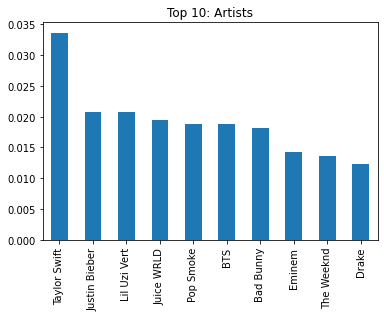 Top 10: Artists
0.035
0.030
0.025
0.020
0.015
0.010
0.005
0.000
Taylor Swift
Justin Bieber
Lil Uzi Vert
Juice WRLD
Pop Smoke
BTS
Bad Bunny
Eminem
The Weeknd
Drake